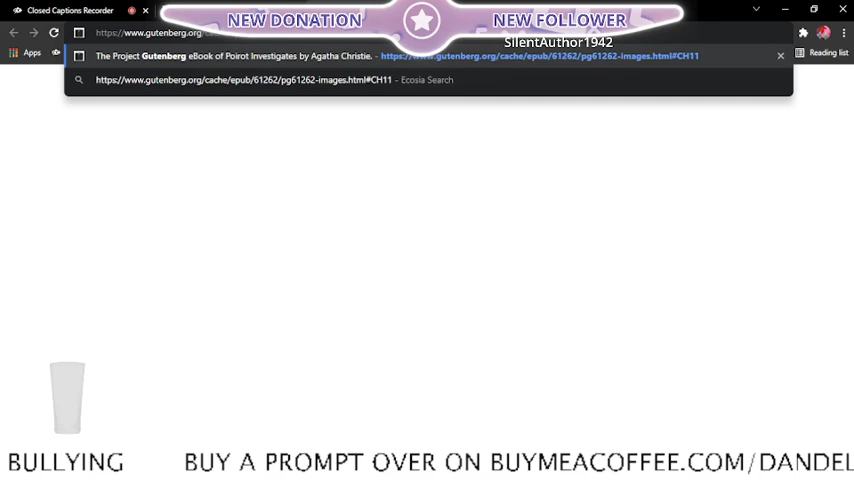 Closed Captions Recorder
NEW DONATION NEW FOLLOWER
SilentAuthor1942
https://www.gutenberg.org/
Apps
Reading list
The Project Gutenberg eBook of Poirot Investigates by Agatha Christie. - https://www.gutenberg.org/cache/epub/61262/pg61262-images.html#CH11
https://www.gutenberg.org/cache/epub/61262/pg61262-images.html#CH11 - Ecosia Search
BULLYING BUY A PROMPT OVER ON BUYMEACOFFEE.COM/DANDEL